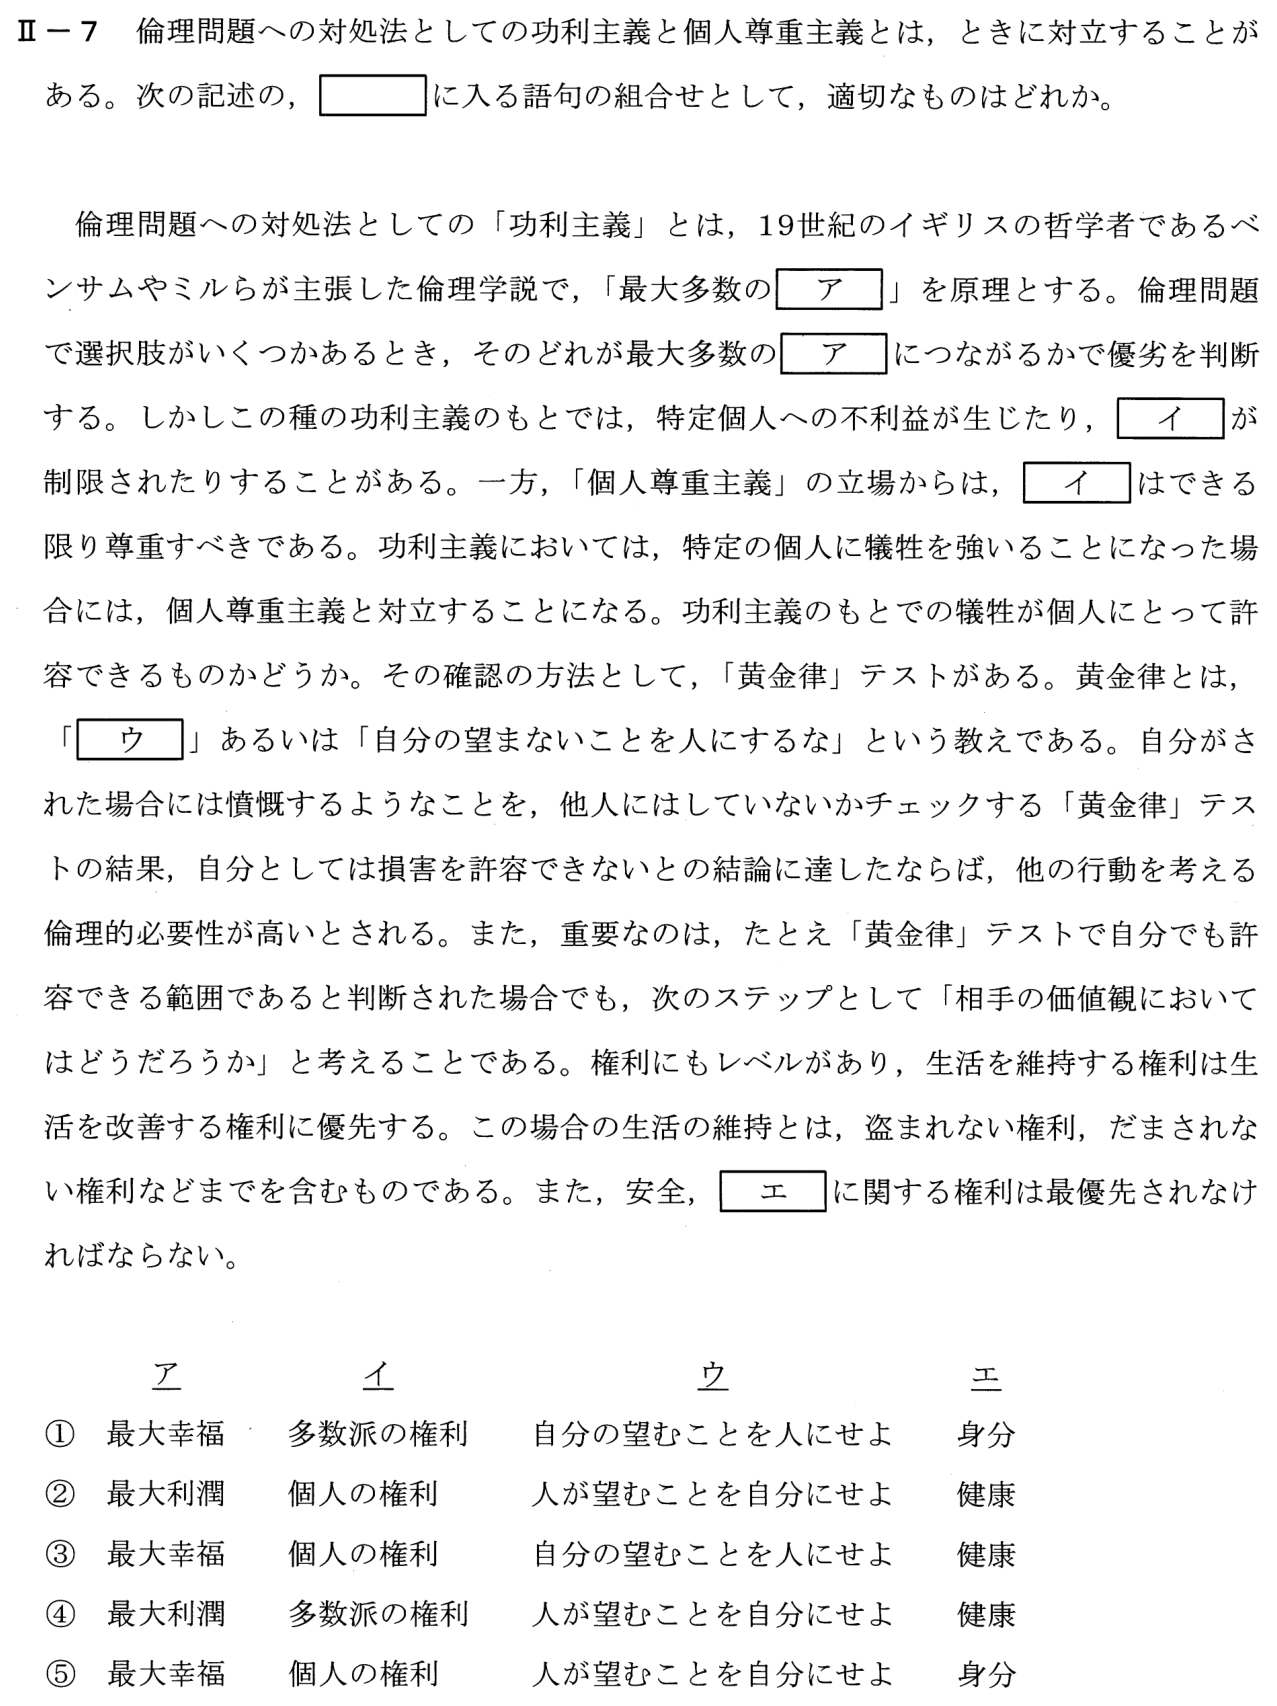 Ⅱ－7　倫理問題への対処法としての功利主義と個人尊重主義とは，ときに対立することが
ある。次の記述の，　　　に入る語句の組合せとして，適切なものはどれか。
倫理問題への対処法としての「功利主義」とは，19世紀のイギリスの哲学者であるベ
ンサムやミルらが主張した倫理学説で，「最大多数の ア 」を原理とする。倫理問題
で選択肢がいくつかあるとき，そのどれが最大多数の ア につながるかで優劣を判断
する。しかしこの種の功利主義のもとでは，特定個人への不利益が生じたり， イ が
制限されたりすることがある。一方，「個人尊重主義」の立場からは， イ はできる
限り尊重すべきである。功利主義においては，特定の個人に犠牲を強いることになった場
合には，個人尊重主義と対立することになる。功利主義のもとでの犠牲が個人にとって許
容できるものかどうか。その確認の方法として，「黄金律」テストがある。黄金律とは，
「 ウ 」あるいは「自分の望まないことを人にするな」という教えである。自分がさ
れた場合には憤慨するようなことを，他人にはしていないかチェックする「黄金律」テス
トの結果，自分としては損害を許容できないとの結論に達したならば，他の行動を考える
倫理的必要性が高いとされる。また，重要なのは，たとえ「黄金律」テストで自分でも許
容できる範囲であると判断された場合でも，次のステップとして「相手の価値観において
はどうだろうか」と考えることである。権利にもレベルがあり，生活を維持する権利は生
活を改善する権利に優先する。この場合の生活の維持とは，盗まれない権利，だまされな
い権利などまでを含むものである。また，安全， エ に関する権利は最優先されなけ
ればならない。
ア　イ　ウ　エ
①　最大幸福　多数派の権利　自分の望むことを人にせよ　身分
②　最大利潤　個人の権利　人が望むことを自分にせよ　健康
③　最大幸福　個人の権利　自分の望むことを人にせよ　健康
④　最大利潤　多数派の権利　人が望むことを自分にせよ　健康
⑤　最大幸福　個人の権利　人が望むことを自分にせよ　身分